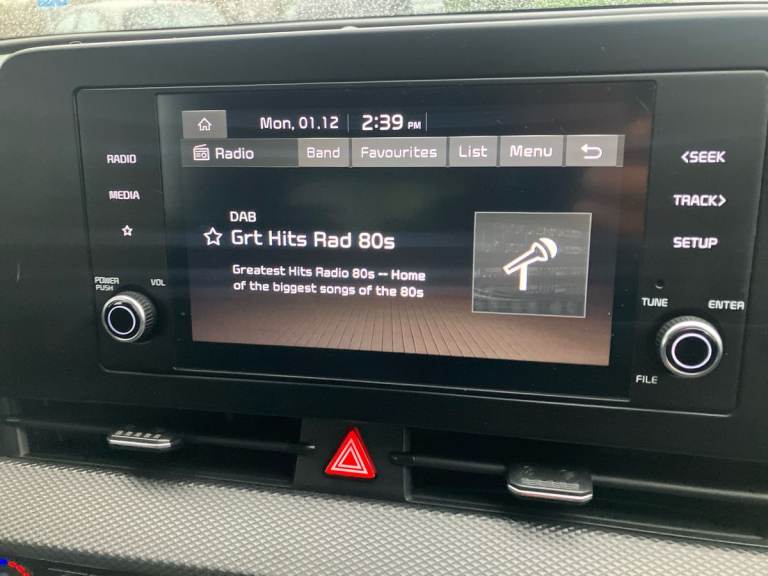 Mon, 01.12 2:39 PM
Radio Band Favourites List Menu
RADIO
MEDIA
POWER
PUSH
VOL
DAB
Grt Hits Rad 80s
Greatest Hits Radio 80s -- Home
of the biggest songs of the 80s
<SEEK
TRACK>
SETUP
TUNE
ENTER
FILE